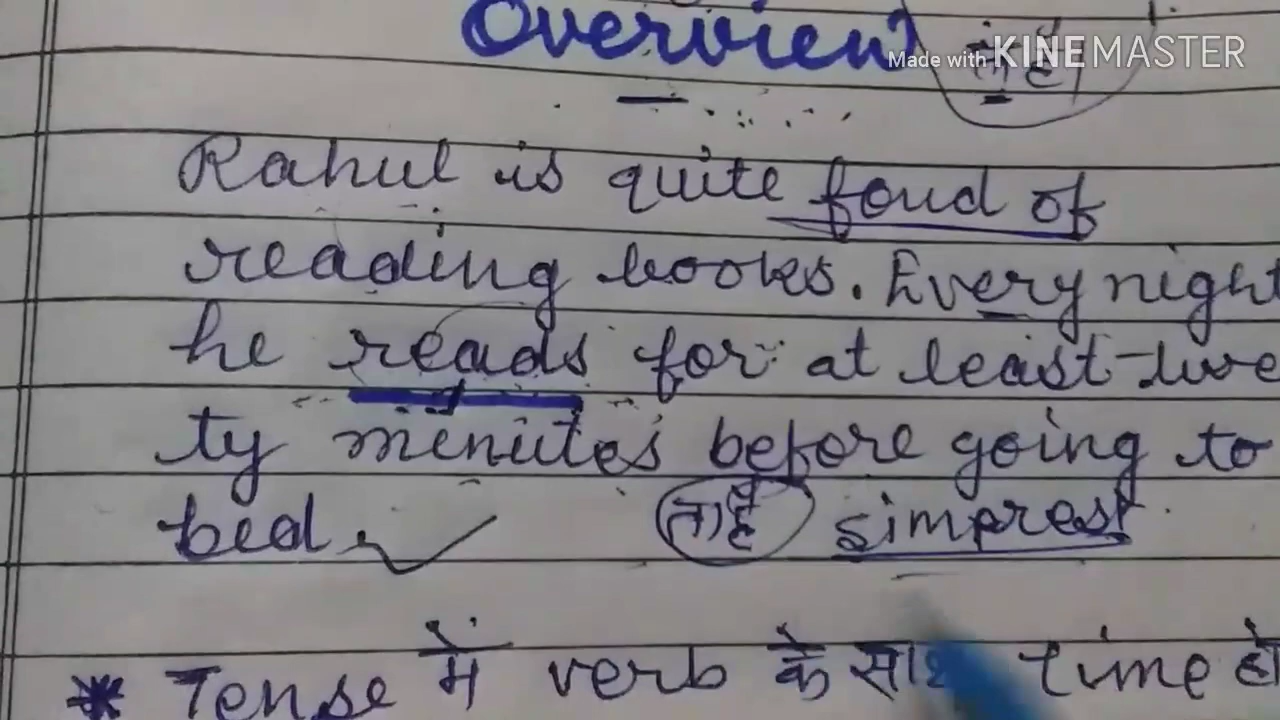 Overview
Made with KINEMASTER
Rahul is quite fond of
reading books. Every night
he reads for at least twe
ty minutes before going to
bed.
(ता है) simprest
* Tense में verb के साथ time हो